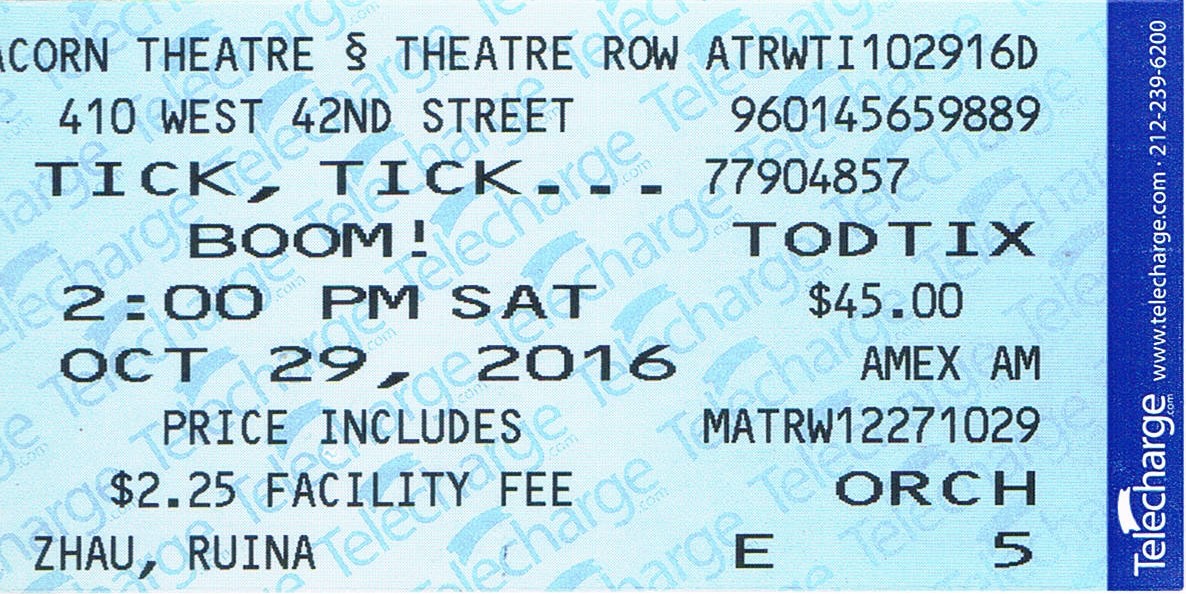 ACORN THEATRE § THEATRE ROW ATRWTI102916D
410 WEST 42ND STREET 960145659889
TICK, TICK... 77904857
BOOM! TODTIX
2:00 PM SAT $45.00
OCT 29, 2016 AMEX AM
PRICE INCLUDES MATRW12271029
$2.25 FACILITY FEE ORCH
ZHAU, RUINA E 5
Telecharge.com www.telecharge.com · 212-239-6200